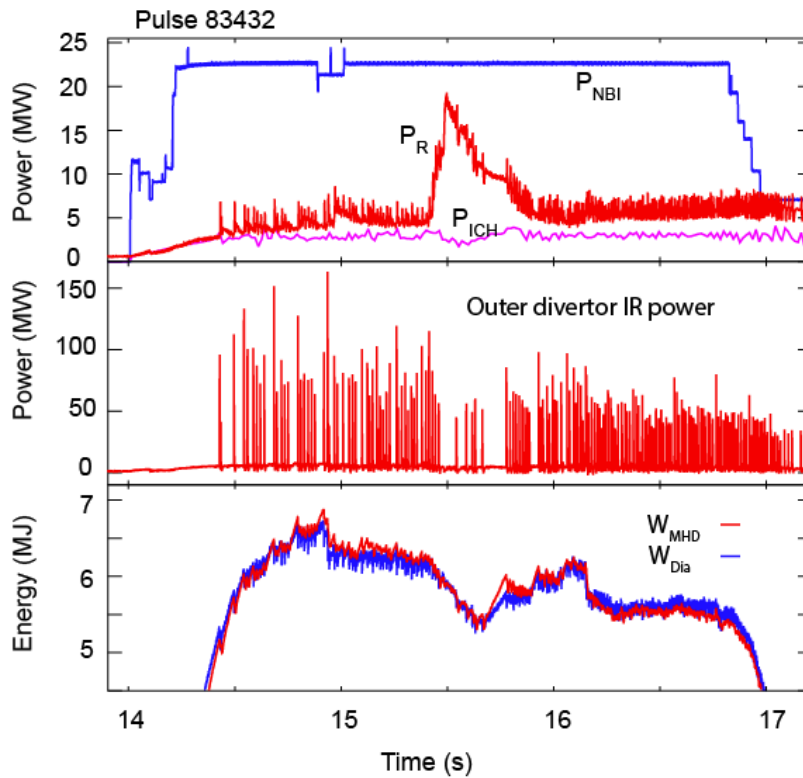 Pulse 83432
25
20
15
10
5
0
Power (MW)
P_NBI
P_R
P_ICH
150
100
50
0
Power (MW)
Outer divertor IR power
7
6
5
Energy (MJ)
W_MHD
W_Dia
14 15 16 17
Time (s)